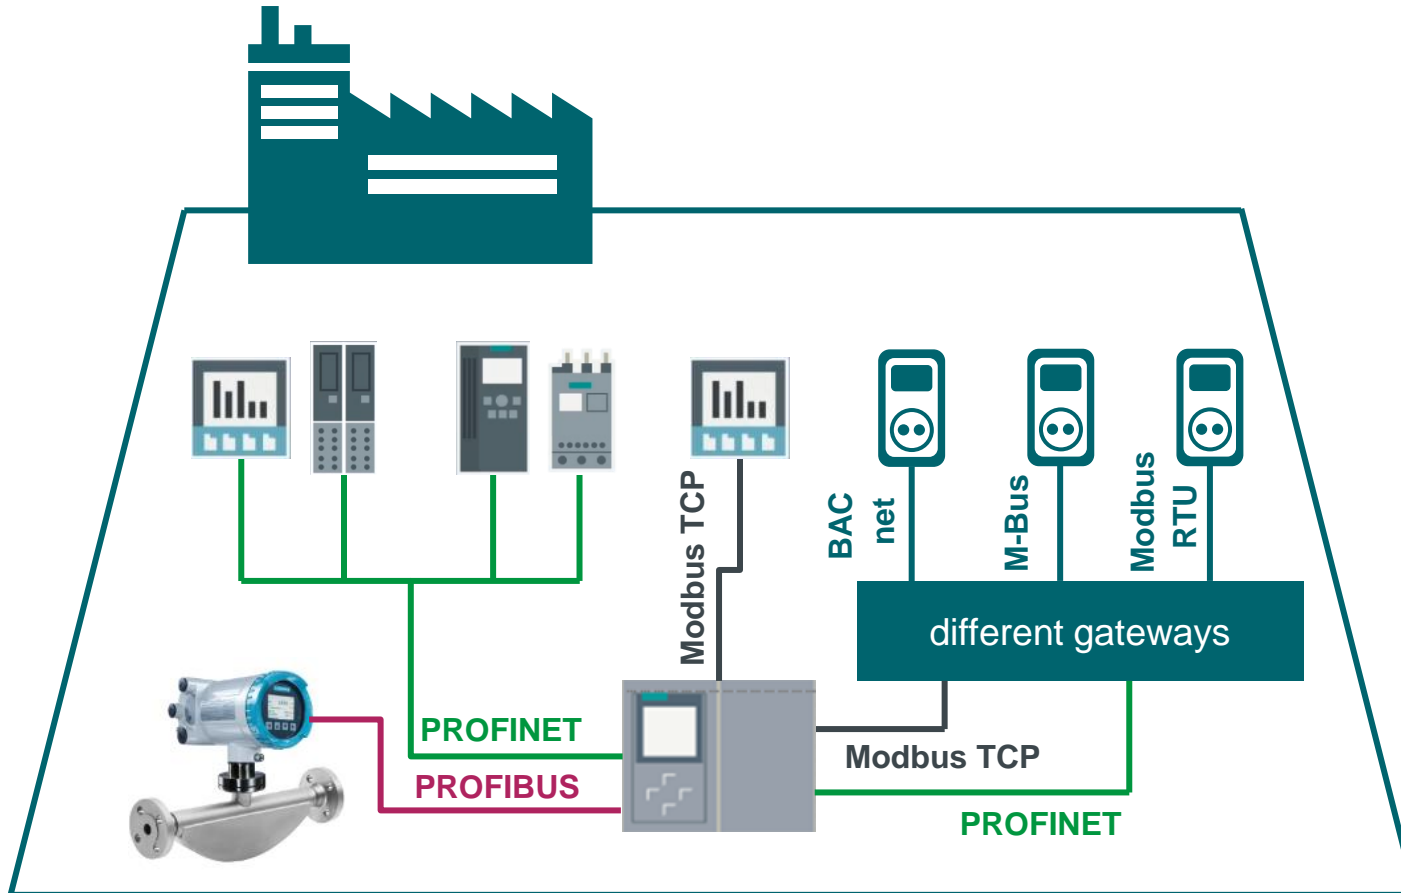 BAC
net
M-Bus
Modbus
RTU
Modbus TCP
different gateways
PROFINET
PROFIBUS
Modbus TCP
PROFINET